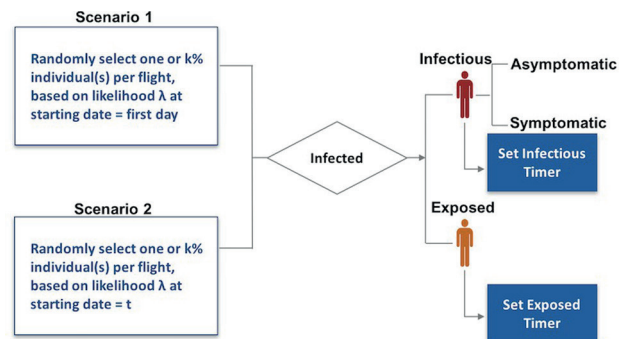 Scenario 1
Randomly select one or k%
individual(s) per flight,
based on likelihood λ at
starting date = first day
Scenario 2
Randomly select one or k%
individual(s) per flight,
based on likelihood λ at
starting date = t
Infected
Infectious
Asymptomatic
Symptomatic
Set Infectious
Timer
Exposed
Set Exposed
Timer